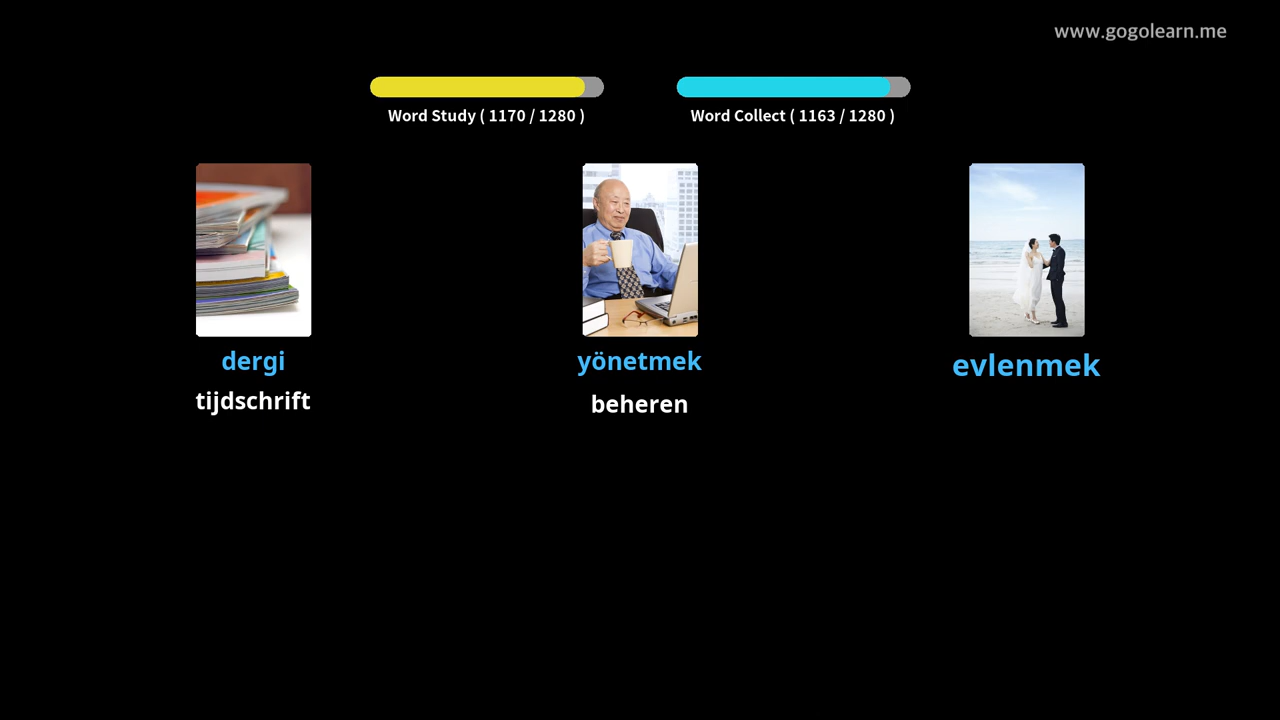 www.gogolearn.me
Word Study ( 1170 / 1280 )
Word Collect ( 1163 / 1280 )
dergi
yönetmek
evlenmek
tijdschrift
beheren